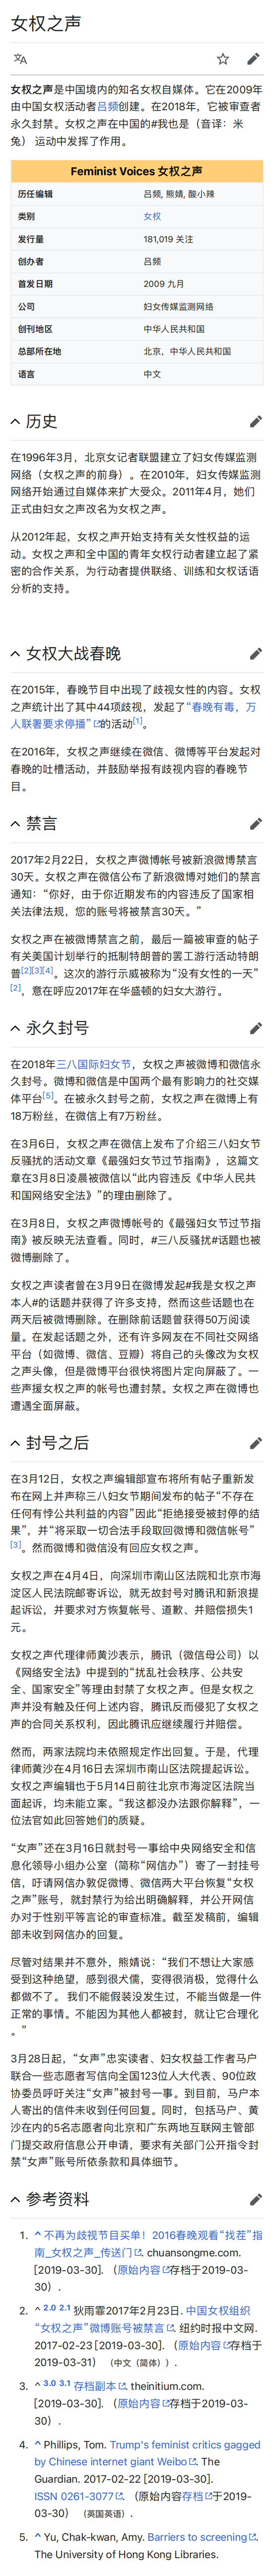 女权之声
女权之声是中国境内的知名女权自媒体。它在2009年
由中国女权活动者吕频创建。在2018年，它被审查者
永久封禁。女权之声在中国的#我也是（音译：米
兔） 运动中发挥了作用。
Feminist Voices 女权之声
历任编辑 吕频, 熊婧, 酸小辣
类别 女权
发行量 181,019 关注
创办者 吕频
首发日期 2009 九月
公司 妇女传媒监测网络
创刊地区 中华人民共和国
总部所在地 北京，中华人民共和国
语言 中文
历史
在1996年3月，北京女记者联盟建立了妇女传媒监测
网络（女权之声的前身）。在2010年，妇女传媒监测
网络开始通过自媒体来扩大受众。2011年4月，她们
正式由妇女之声改名为女权之声。
从2012年起，女权之声开始支持有关女性权益的运
动。女权之声和全中国的青年女权行动者建立起了紧
密的合作关系，为行动者提供联络、训练和女权话语
分析的支持。
女权大战春晚
在2015年，春晚节目中出现了歧视女性的内容。女权
之声统计出了其中44项歧视，发起了“春晚有毒，万
人联署要求停播”的活动[1]。
在2016年，女权之声继续在微信、微博等平台发起对
春晚的吐槽活动，并鼓励举报有歧视内容的春晚节
目。
禁言
2017年2月22日，女权之声微博帐号被新浪微博禁言
30天。女权之声在微信公布了新浪微博对她们的禁言
通知：“你好，由于你近期发布的内容违反了国家相
关法律法规，您的账号将被禁言30天。”
女权之声在被微博禁言之前，最后一篇被审查的帖子
有关美国计划举行的抵制特朗普的罢工游行活动特朗
普[2][3][4]。这次的游行示威被称为“没有女性的一天”
[2]，意在呼应2017年在华盛顿的妇女大游行。
永久封号
在2018年三八国际妇女节，女权之声被微博和微信永
久封号。微博和微信是中国两个最有影响力的社交媒
体平台[5]。在被永久封号之前，女权之声在微博上有
18万粉丝，在微信上有7万粉丝。
在3月6日，女权之声在微信上发布了介绍三八妇女节
反骚扰的活动文章《最强妇女节过节指南》，这篇文
章在3月8日凌晨被微信以“此内容违反《中华人民共
和国网络安全法》”的理由删除了。
在3月8日，女权之声微博帐号的《最强妇女节过节指
南》被反映无法查看。同时，#三八反骚扰#话题也被
微博删除了。
女权之声读者曾在3月9日在微博发起#我是女权之声
本人#的话题并获得了许多支持，然而这些话题也在
两天后被微博删除。在删除前话题曾获得50万阅读
量。在发起话题之外，还有许多网友在不同社交网络
平台（如微博、微信、豆瓣）将自己的头像改为女权
之声头像，但是微博平台很快将图片定向屏蔽了。一
些声援女权之声的帐号也遭封禁。女权之声在微博也
遭遇全面屏蔽。
封号之后
在3月12日，女权之声编辑部宣布将所有帖子重新发
布在网上并声称三八妇女节期间发布的帖子“不存在
任何有悖公共利益的内容”因此“拒绝接受被封停的结
果”，并“将采取一切合法手段取回微博和微信帐号”
[3]。然而微博和微信没有回应女权之声。
女权之声在4月4日，向深圳市南山区法院和北京市海
淀区人民法院邮寄诉讼，就无故封号对腾讯和新浪提
起诉讼，并要求对方恢复帐号、道歉、并赔偿损失1
元。
女权之声代理律师黄沙表示，腾讯（微信母公司）以
《网络安全法》中提到的“扰乱社会秩序、公共安
全、国家安全”等理由封禁了女权之声。但是女权之
声并没有触及任何上述内容，腾讯反而侵犯了女权之
声的合同关系权利，因此腾讯应继续履行并赔偿。
然而，两家法院均未依照规定作出回复。于是，代理
律师黄沙在4月16日去深圳市南山区法院提起诉讼。
女权之声编辑也于5月14日前往北京市海淀区法院当
面起诉，均未能立案。“我这都没办法跟你解释”，一
位法官如此回答她们的质疑。
“女声”还在3月16日就封号一事给中央网络安全和信
息化领导小组办公室（简称“网信办”）寄了一封挂号
信，吁请网信办敦促微博、微信两大平台恢复“女权
之声”账号，就封禁行为给出明确解释，并公开网信
办对于性别平等言论的审查标准。截至发稿前，编辑
部未收到网信办的回复。
尽管对结果并不意外，熊婧说：“我们不想让大家感
受到这种绝望，感到很犬儒，变得很消极，觉得什么
都做不了。 我们不能假装没发生过，不能当做是一件
正常的事情。不能因为其他人都被封，就让它合理化
。”
3月28日起，“女声”忠实读者、妇女权益工作者马户
联合一些志愿者写信向全国123位人大代表、90位政
协委员呼吁关注“女声”被封号一事。到目前，马户本
人寄出的信件未收到任何回复。同时，包括马户、黄
沙在内的5名志愿者向北京和广东两地互联网主管部
门提交政府信息公开申请，要求有关部门公开指令封
禁“女声”账号所依条款和具体细节。
参考资料
1. ^ 不再为歧视节目买单！2016春晚观看“找茬”指
南_女权之声_传送门. chuansongme.com.
[2019-03-30]. （原始内容存档于2019-03-
30）.
2. ^ 2.0 2.1 狄雨霏2017年2月23日. 中国女权组织
“女权之声”微博账号被禁言. 纽约时报中文网.
2017-02-23 [2019-03-30]. （原始内容存档于
2019-03-31） （中文（简体））.
3. ^ 3.0 3.1 存档副本. theinitium.com.
[2019-03-30]. （原始内容存档于2019-03-
30）.
4. ^ Phillips, Tom. Trump's feminist critics gagged
by Chinese internet giant Weibo. The
Guardian. 2017-02-22 [2019-03-30].
ISSN 0261-3077. （原始内容存档于2019-
03-30） （英国英语）.
5. ^ Yu, Chak-kwan, Amy. Barriers to screening.
The University of Hong Kong Libraries.